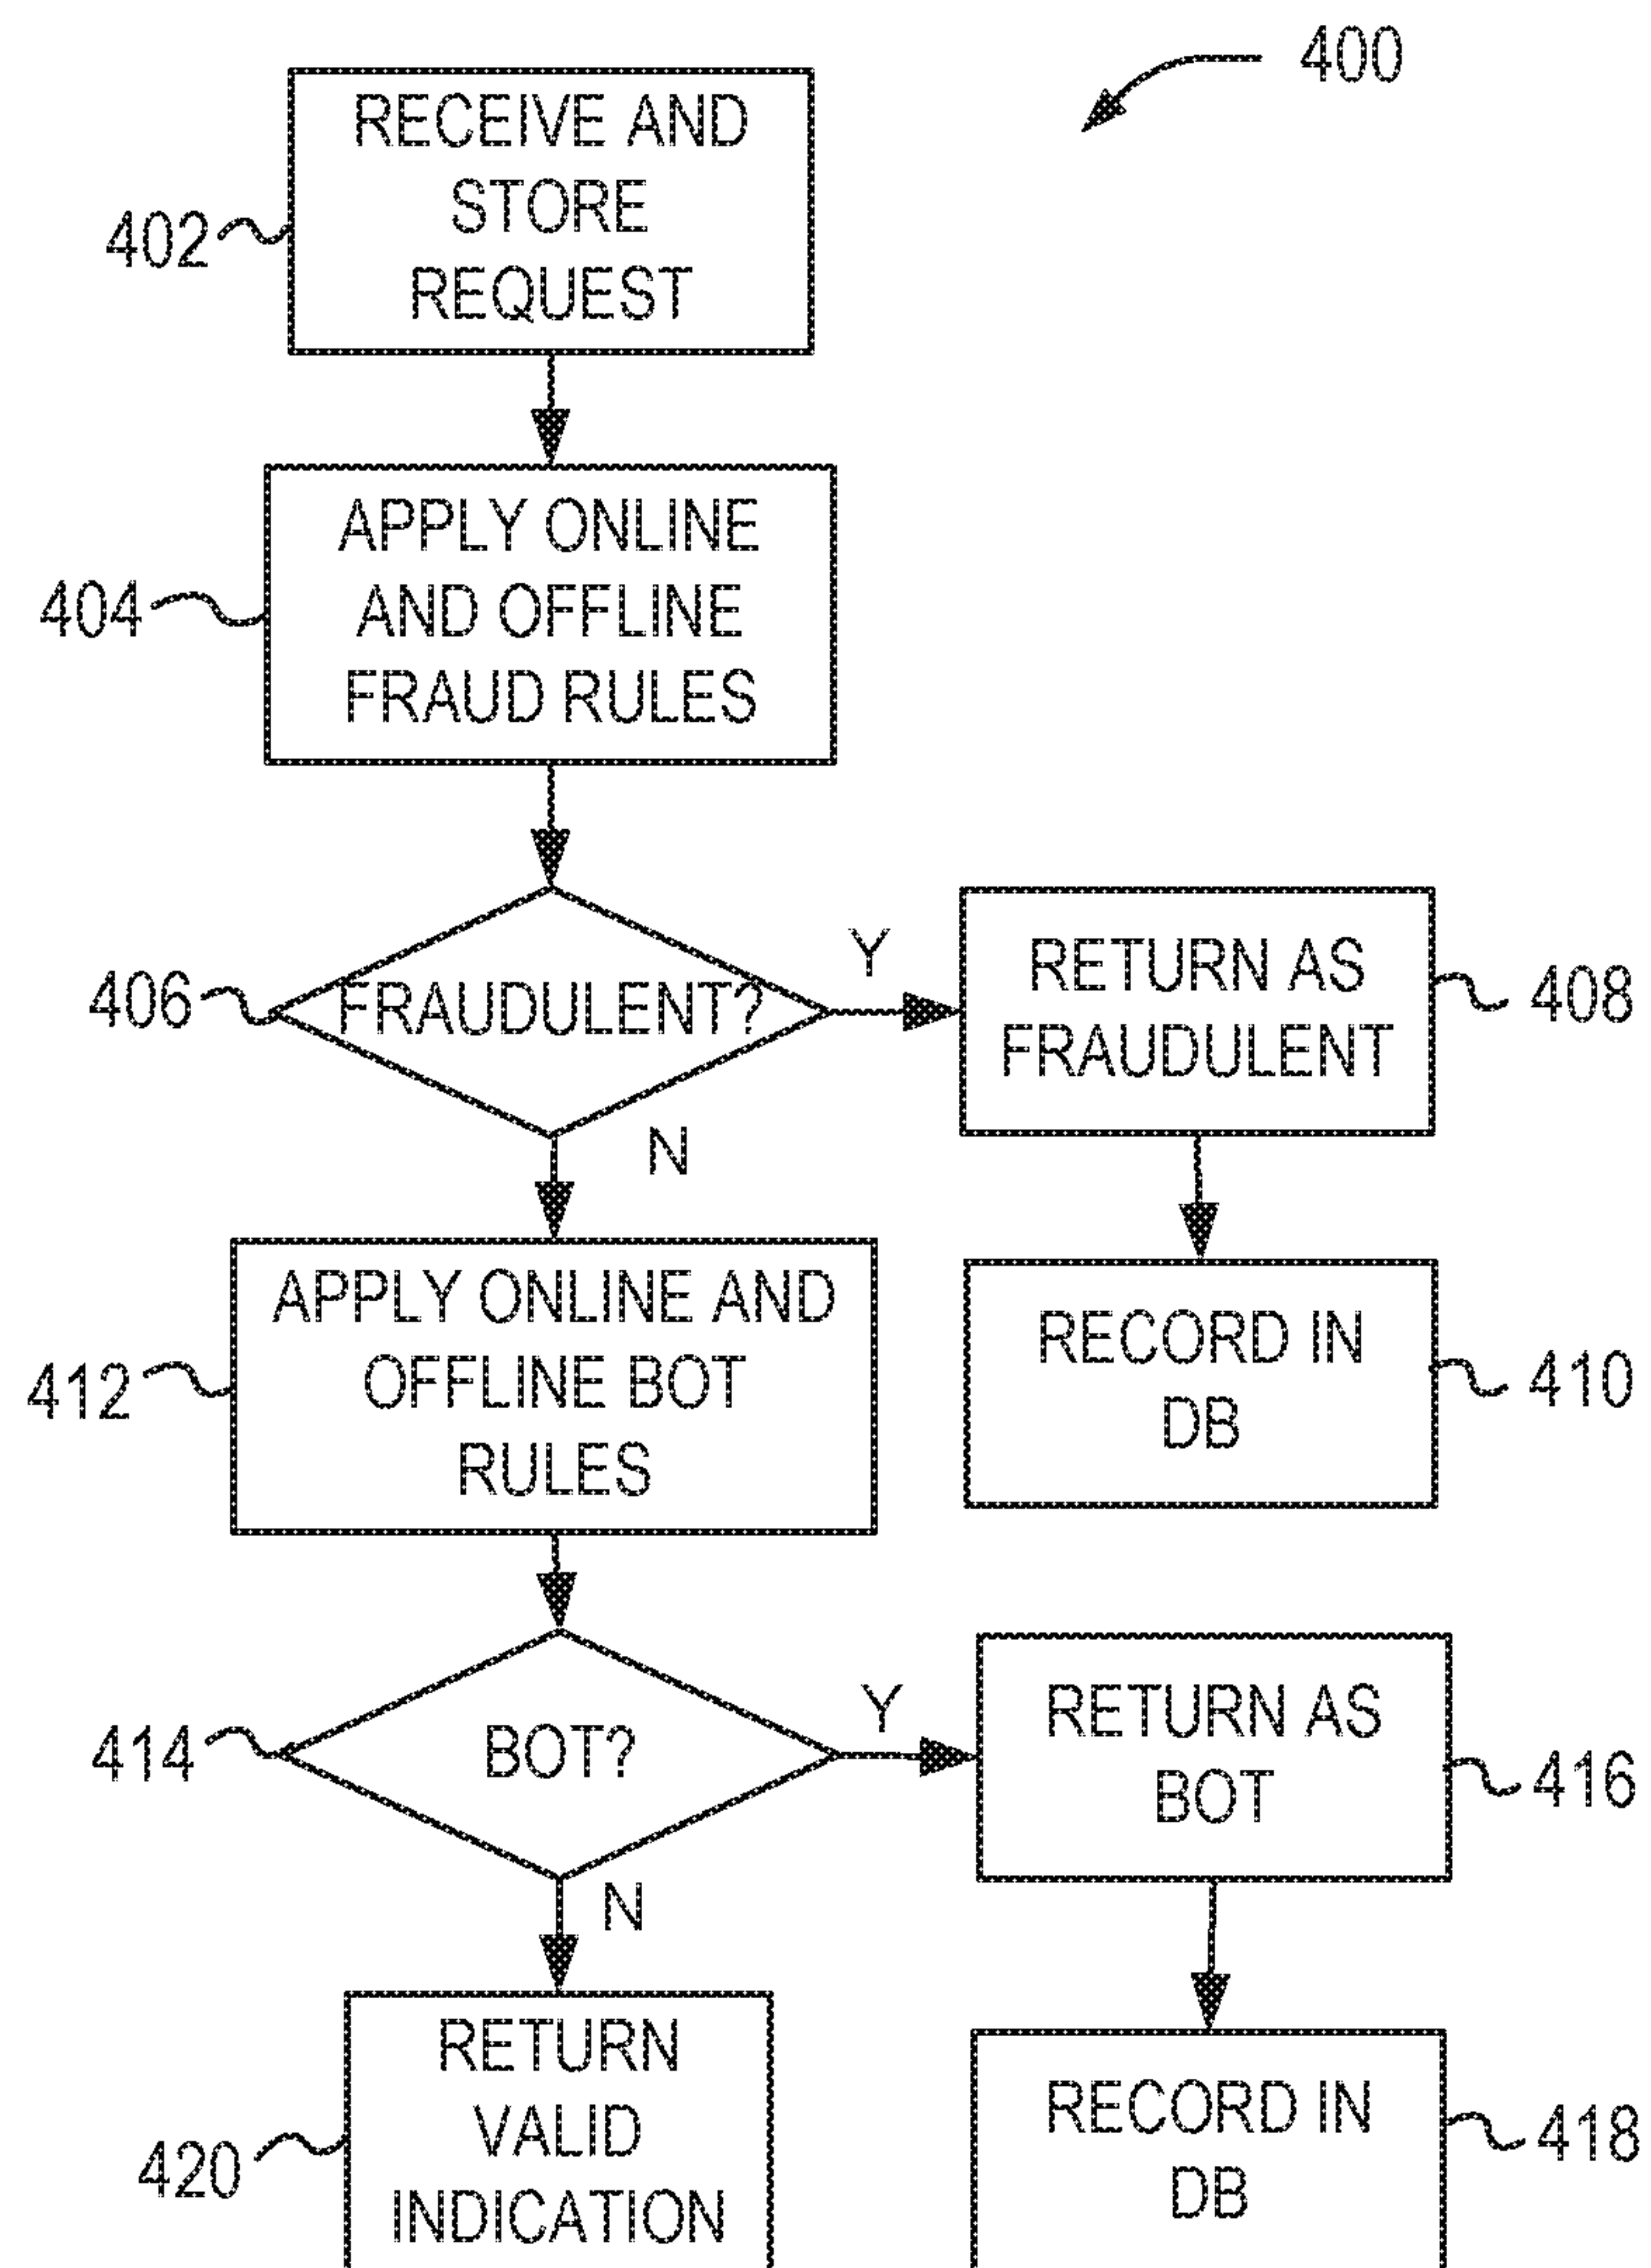 400
RECEIVE AND
STORE
REQUEST
402
APPLY ONLINE
AND OFFLINE
FRAUD RULES
404
FRAUDULENT?
406
Y
N
RETURN AS
FRAUDULENT
408
RECORD IN
DB
410
APPLY ONLINE AND
OFFLINE BOT
RULES
412
BOT?
414
Y
N
RETURN AS
BOT
416
RECORD IN
DB
418
RETURN
VALID
INDICATION
420